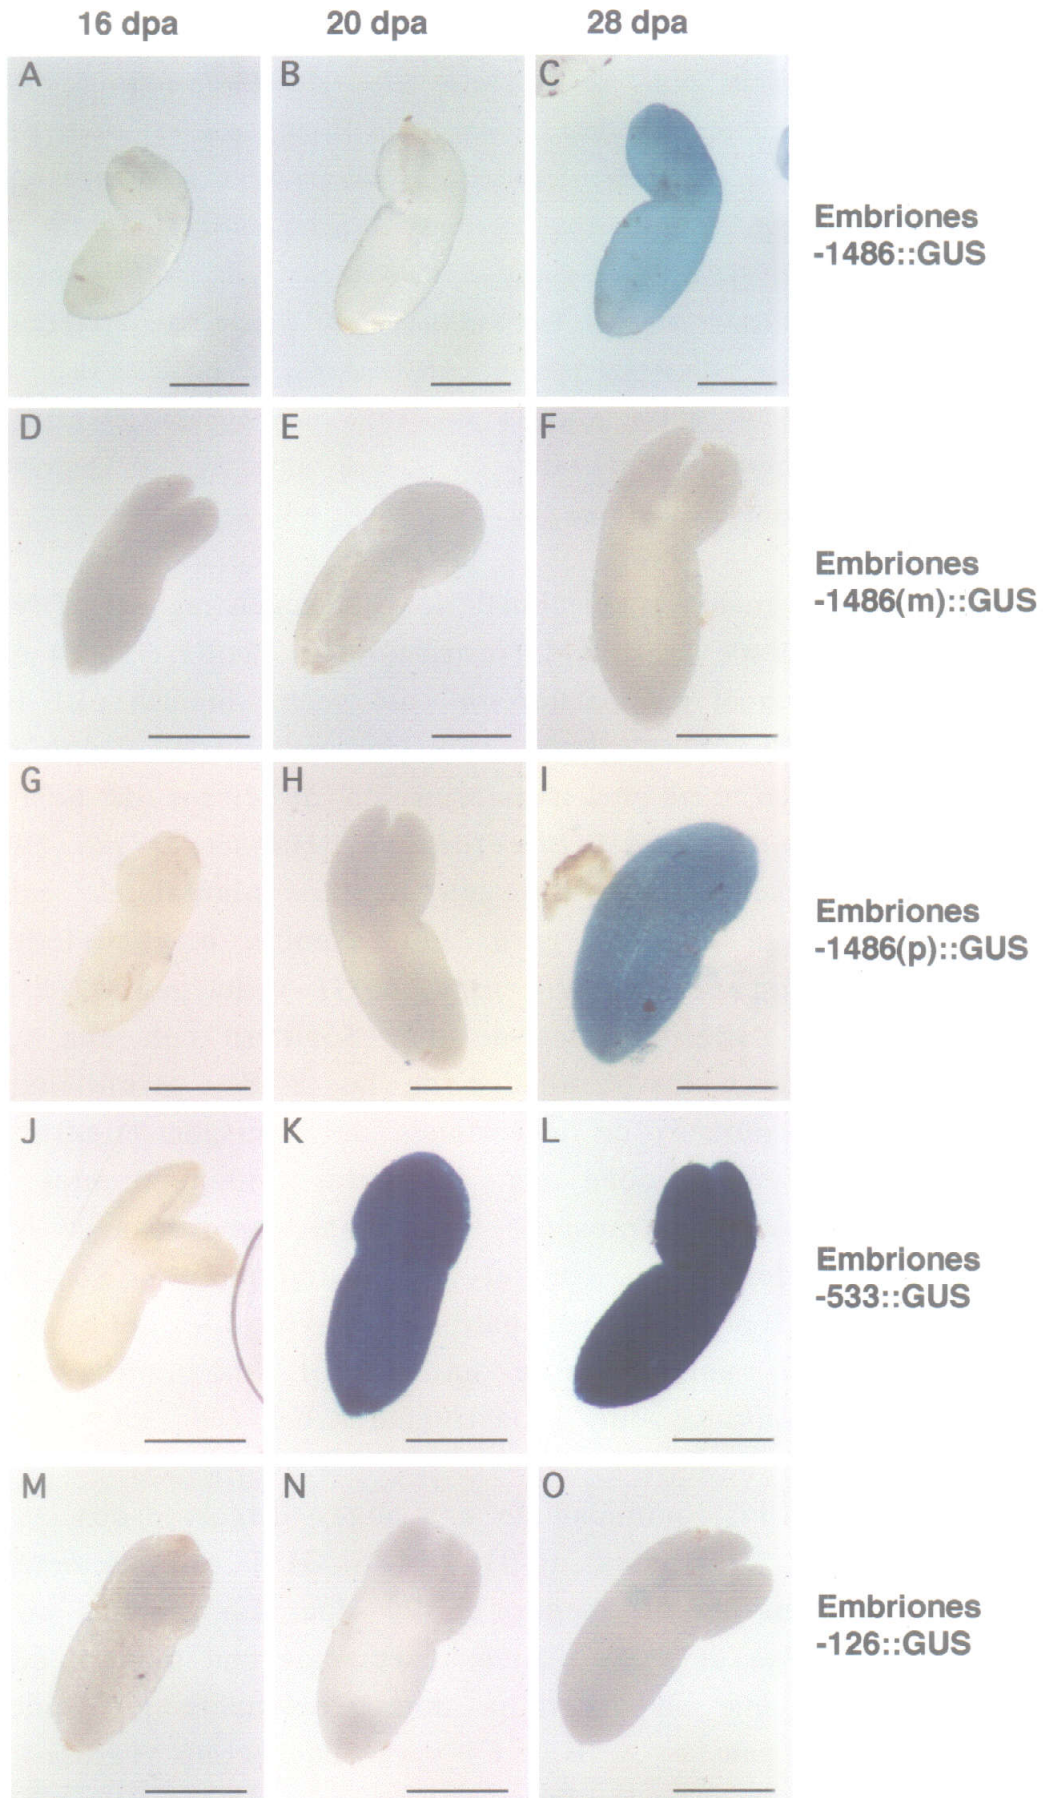 16 dpa 20 dpa 28 dpa
A B C
Embriones
-1486::GUS
D E F
Embriones
-1486(m)::GUS
G H I
Embriones
-1486(p)::GUS
J K L
Embriones
-533::GUS
M N O
Embriones
-126::GUS